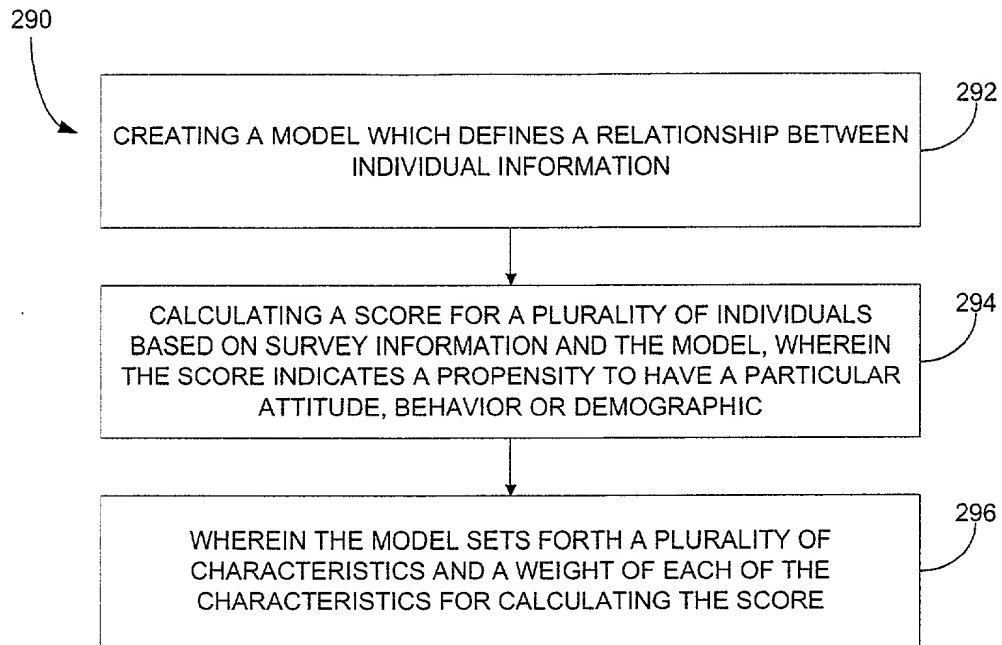 290
CREATING A MODEL WHICH DEFINES A RELATIONSHIP BETWEEN
INDIVIDUAL INFORMATION
292
CALCULATING A SCORE FOR A PLURALITY OF INDIVIDUALS
BASED ON SURVEY INFORMATION AND THE MODEL, WHEREIN
THE SCORE INDICATES A PROPENSITY TO HAVE A PARTICULAR
ATTITUDE, BEHAVIOR OR DEMOGRAPHIC
294
WHEREIN THE MODEL SETS FORTH A PLURALITY OF
CHARACTERISTICS AND A WEIGHT OF EACH OF THE
CHARACTERISTICS FOR CALCULATING THE SCORE
296